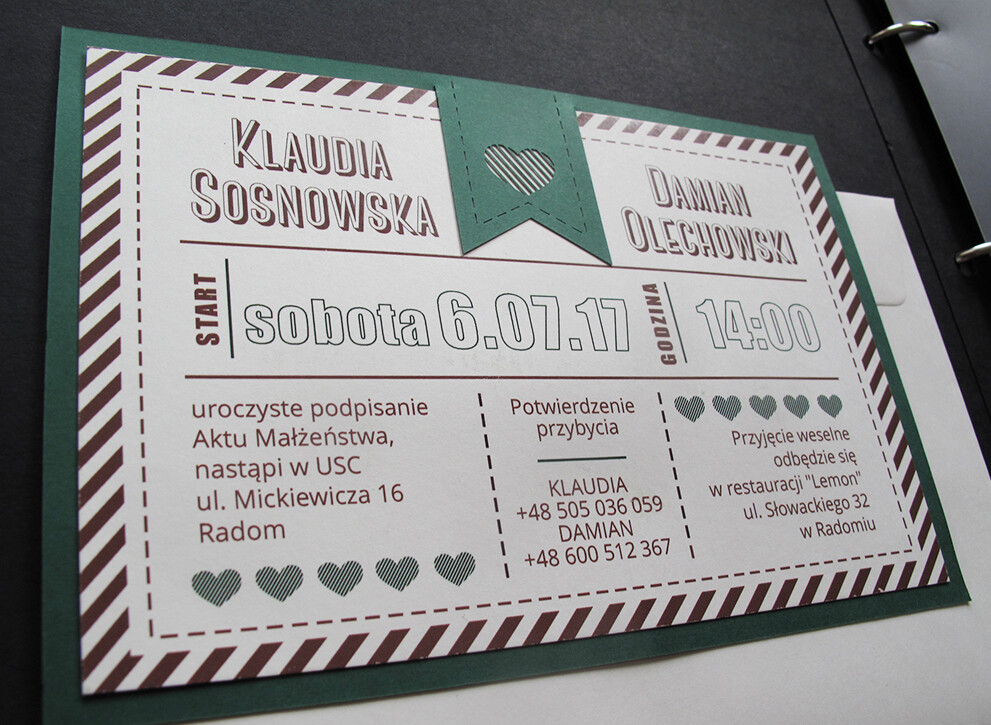 KLAUDIA
SOSNOWSKA
DAMIAN
OLECHOWSKI
START
sobota 6.07.17
GODZINA
14:00
uroczyste podpisanie
Aktu Małżeństwa,
nastąpi w USC
ul. Mickiewicza 16
Radom
Potwierdzenie
przybycia
KLAUDIA
+48 505 036 059
DAMIAN
+48 600 512 367
Przyjęcie weselne
odbędzie się
w restauracji "Lemon"
ul. Słowackiego 32
w Radomiu